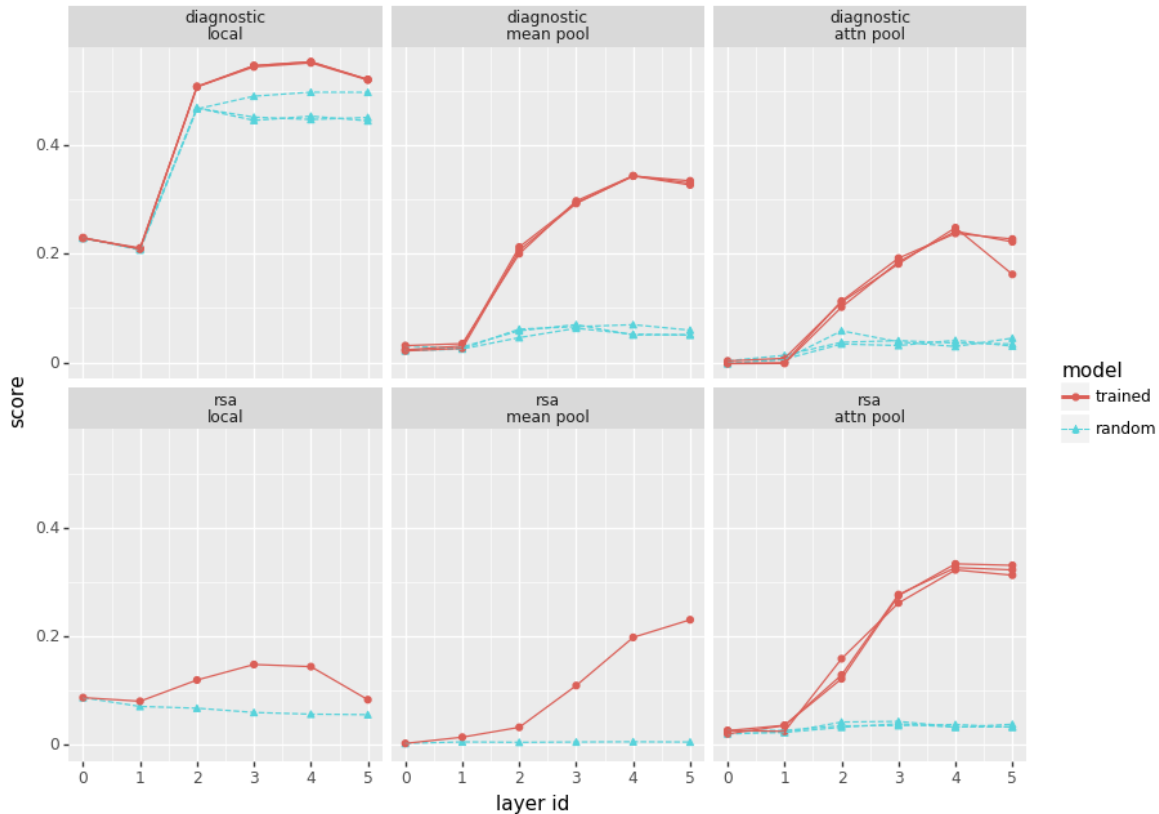 diagnostic
local
diagnostic
mean pool
diagnostic
attn pool
0.4
0.2
0
rsa
local
rsa
mean pool
rsa
attn pool
0.4
0.2
0
0 1 2 3 4 5
0 1 2 3 4 5
0 1 2 3 4 5
score
layer id
model
trained
random